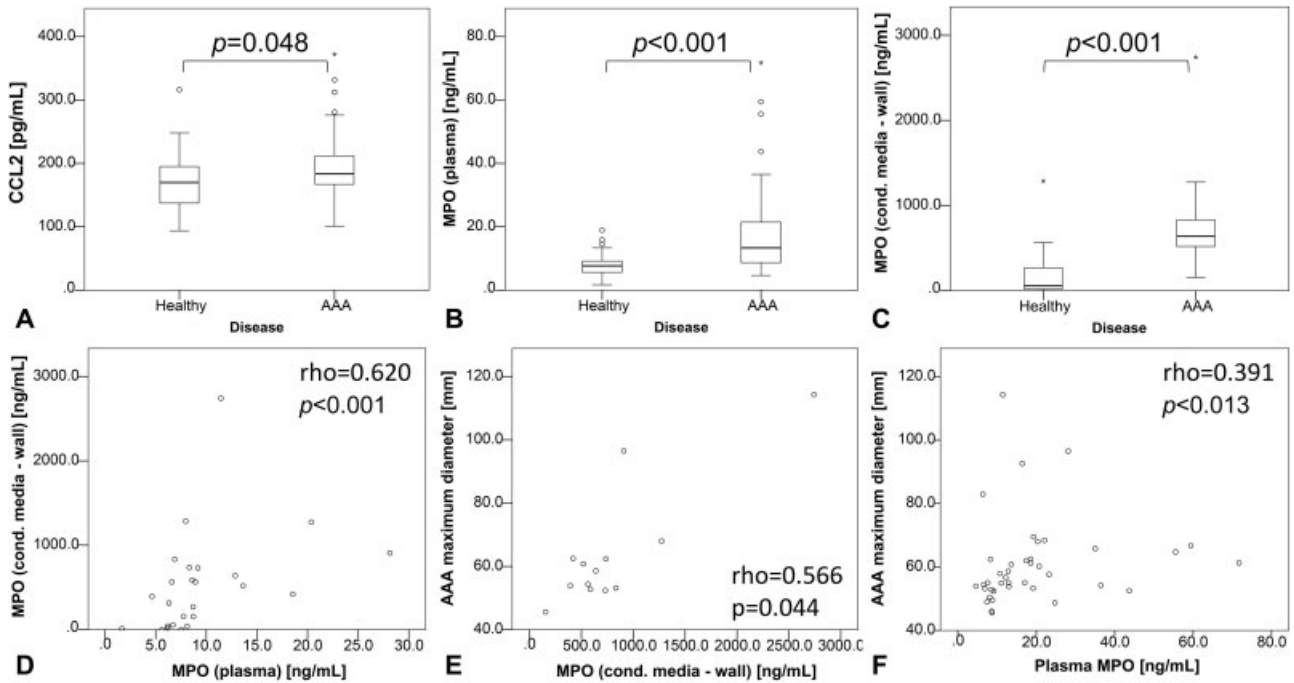 400.0
300.0
200.0
100.0
.0
CCL2 [pg/mL]
p=0.048
*
Healthy
AAA
Disease
A
80.0
60.0
40.0
20.0
.0
MPO (plasma) [ng/mL]
p<0.001
*
Healthy
AAA
Disease
B
3000.0
2000.0
1000.0
.0
MPO (cond. media - wall) [ng/mL]
p<0.001
*
*
Healthy
AAA
Disease
C
3000.0
2000.0
1000.0
.0
MPO (cond. media - wall) [ng/mL]
rho=0.620
p<0.001
.0 5.0 10.0 15.0 20.0 25.0 30.0
MPO (plasma) [ng/mL]
D
120.0
100.0
80.0
60.0
40.0
AAA maximum diameter [mm]
rho=0.566
p=0.044
.0 500.0 1000.0 1500.0 2000.0 2500.0 3000.0
MPO (cond. media - wall) [ng/mL]
E
120.0
100.0
80.0
60.0
40.0
AAA maximum diameter [mm]
rho=0.391
p<0.013
.0 20.0 40.0 60.0 80.0
Plasma MPO [ng/mL]
F